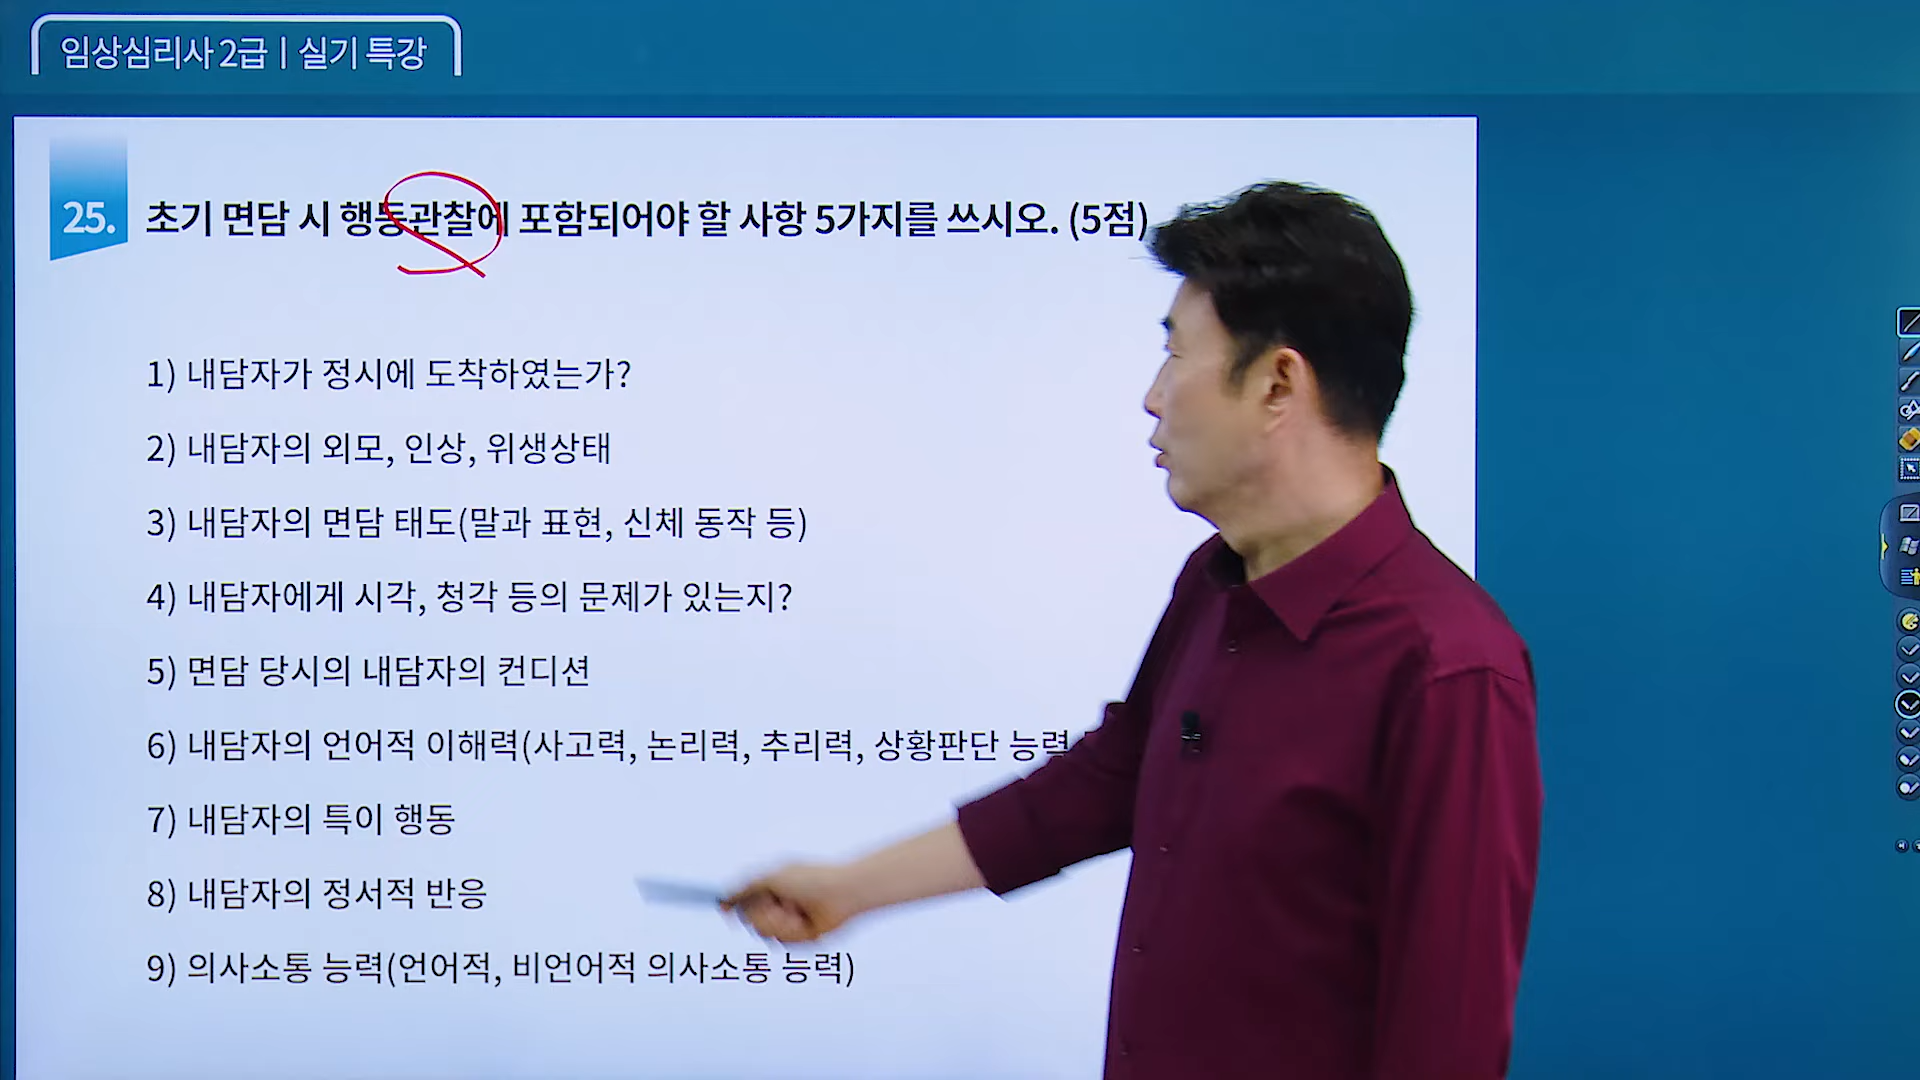 임상심리사 2급 | 실기 특강
25. 초기 면담 시 행동관찰에 포함되어야 할 사항 5가지를 쓰시오. (5점)
1) 내담자가 정시에 도착하였는가?
2) 내담자의 외모, 인상, 위생상태
3) 내담자의 면담 태도(말과 표현, 신체 동작 등)
4) 내담자에게 시각, 청각 등의 문제가 있는지?
5) 면담 당시의 내담자의 컨디션
6) 내담자의 언어적 이해력(사고력, 논리력, 추리력, 상황판단 능력
7) 내담자의 특이 행동
8) 내담자의 정서적 반응
9) 의사소통 능력(언어적, 비언어적 의사소통 능력)